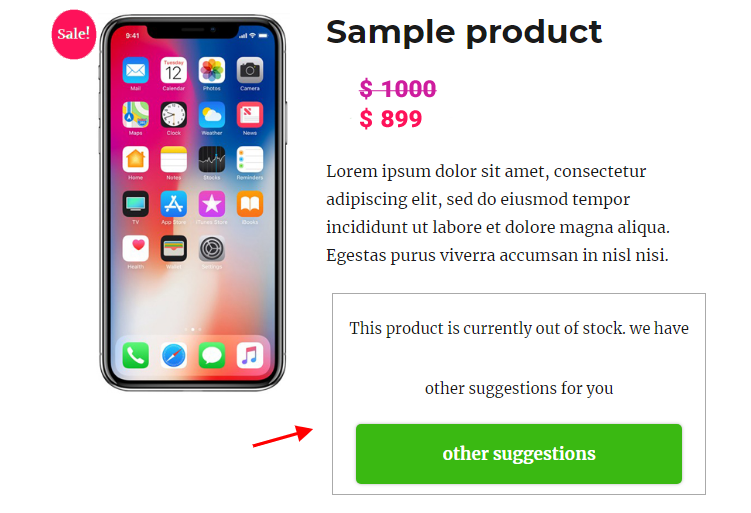 Sale!
Sample product
$ 1000
$ 899
Lorem ipsum dolor sit amet, consectetur
adipiscing elit, sed do eiusmod tempor
incididunt ut labore et dolore magna aliqua.
Egestas purus viverra accumsan in nisl nisi.
This product is currently out of stock. we have
other suggestions for you
other suggestions
9:41
Tuesday
12
Mail Calendar Photos Camera
Maps Clock Weather News
Home Notes Stocks Reminders
TV App Store iTunes Store Books
Health Wallet Settings